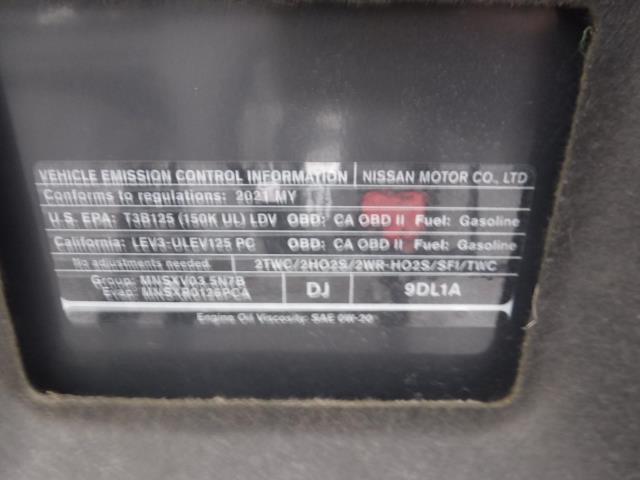 VEHICLE EMISSION CONTROL INFORMATION NISSAN MOTOR CO., LTD
Conforms to regulations: 2021 MY
U.S. EPA: T3B125 (150K UL) LDV OBD: CA OBD II Fuel: Gasoline
California: LEV3-ULEV125 PC OBD: CA OBD II Fuel: Gasoline
No adjustments needed 2TWC/2HO2S/2WR-HO2S/SFI/TWC
Group: MNSXV03.5N7B
Evap: MNSXR0126PCA DJ 9DL1A
Engine Oil Viscosity: SAE 0W-20